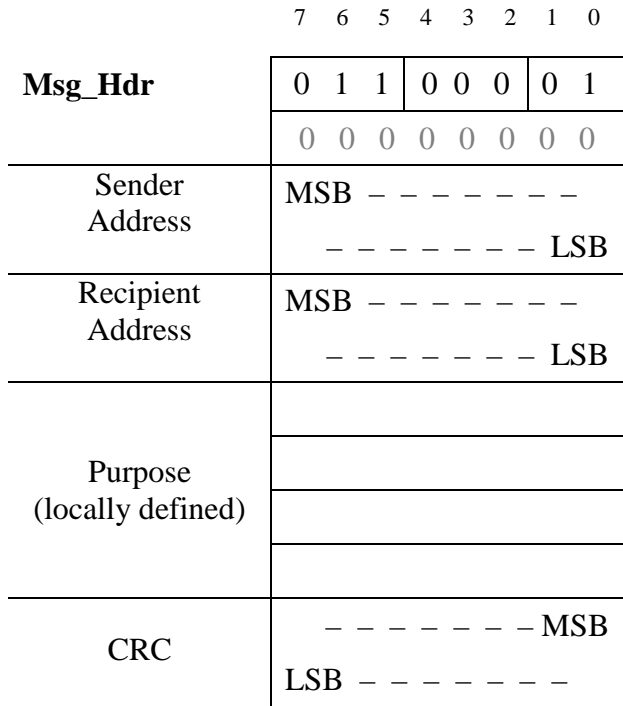 7 6 5 4 3 2 1 0
Msg_Hdr 0 1 1 0 0 0 0 1
0 0 0 0 0 0 0 0
Sender
Address
MSB – – – – – – –
– – – – – – – LSB
Recipient
Address
MSB – – – – – – –
– – – – – – – LSB
Purpose
(locally defined)
CRC
– – – – – – – MSB
LSB – – – – – – –